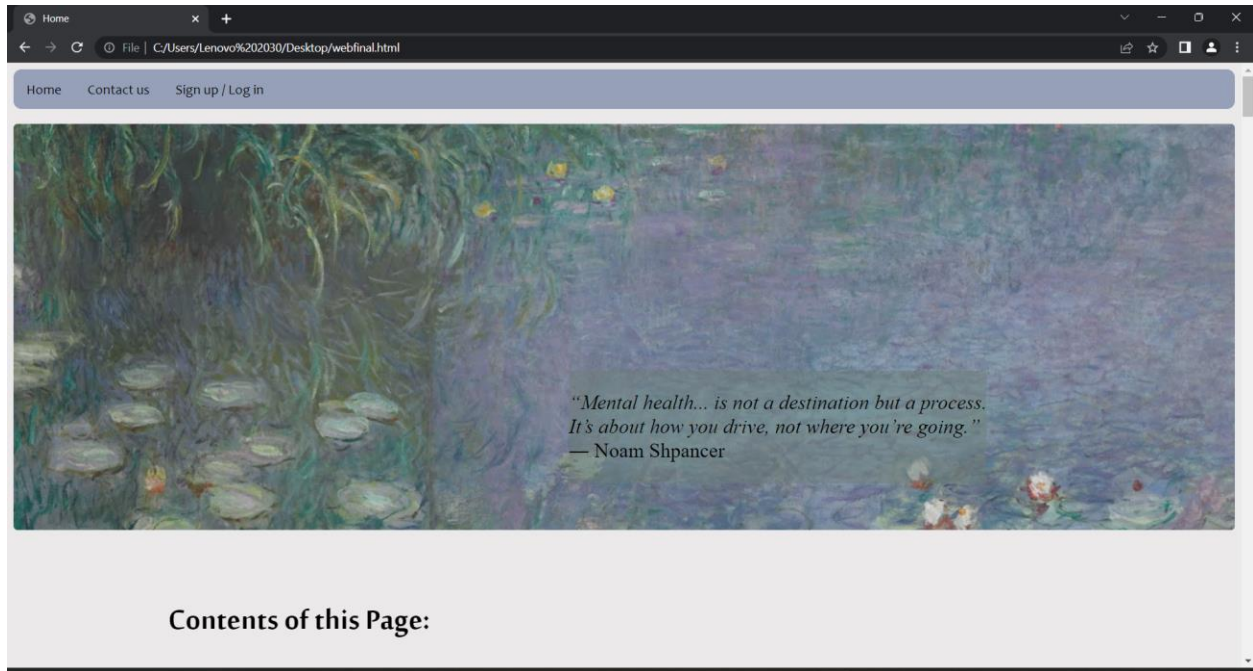 Home
File | C:/Users/Lenovo%202030/Desktop/webfinal.html
Home Contact us Sign up / Log in
“Mental health... is not a destination but a process.
It’s about how you drive, not where you’re going.”
― Noam Shpancer
Contents of this Page: